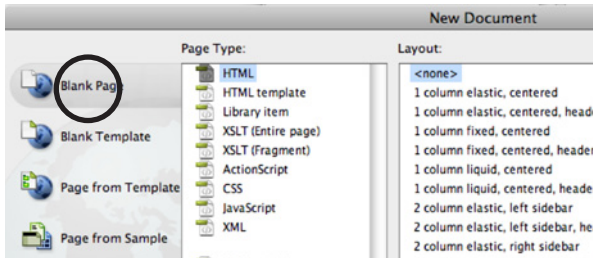 New Document
Page Type:
Layout:
Blank Page
Blank Template
Page from Template
Page from Sample
HTML
HTML template
Library item
XSLT (Entire page)
XSLT (Fragment)
ActionScript
CSS
JavaScript
XML
<none>
1 column elastic, centered
1 column elastic, centered, heade
1 column fixed, centered
1 column fixed, centered, header
1 column liquid, centered
1 column liquid, centered, heade
2 column elastic, left sidebar
2 column elastic, left sidebar, he
2 column elastic, right sidebar